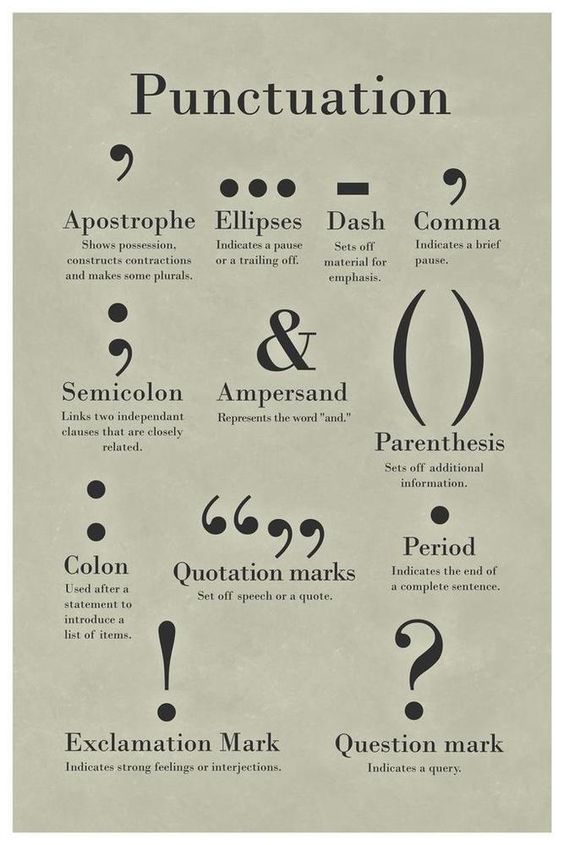 Punctuation
’
Apostrophe
Shows possession,
constructs contractions
and makes some plurals.
•••
Ellipses
Indicates a pause
or a trailing off.
-
Dash
Sets off
material for
emphasis.
,
Comma
Indicates a brief
pause.
;
Semicolon
Links two independant
clauses that are closely
related.
&
Ampersand
Represents the word "and."
( )
Parenthesis
Sets off additional
information.
:
Colon
Used after a
statement to
introduce a
list of items.
“ ”
Quotation marks
Set off speech or a quote.
.
Period
Indicates the end of
a complete sentence.
!
Exclamation Mark
Indicates strong feelings or interjections.
?
Question mark
Indicates a query.